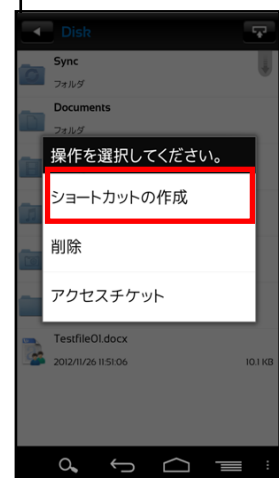 Disk
Sync
フォルダ
Documents
フォルダ
操作を選択してください。
ショートカットの作成
削除
アクセスチケット
TestfileOl.docx
2012/11/26 11:51:06 10.1 KB